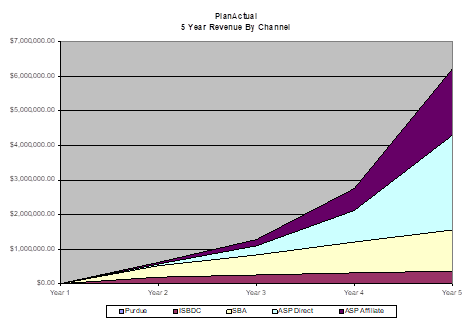 PlanActual
5 Year Revenue By Channel
$7,000,000.00
$6,000,000.00
$5,000,000.00
$4,000,000.00
$3,000,000.00
$2,000,000.00
$1,000,000.00
$0.00
Year 1 Year 2 Year 3 Year 4 Year 5
Purdue ISBDC SBA ASP Direct ASP Affiliate